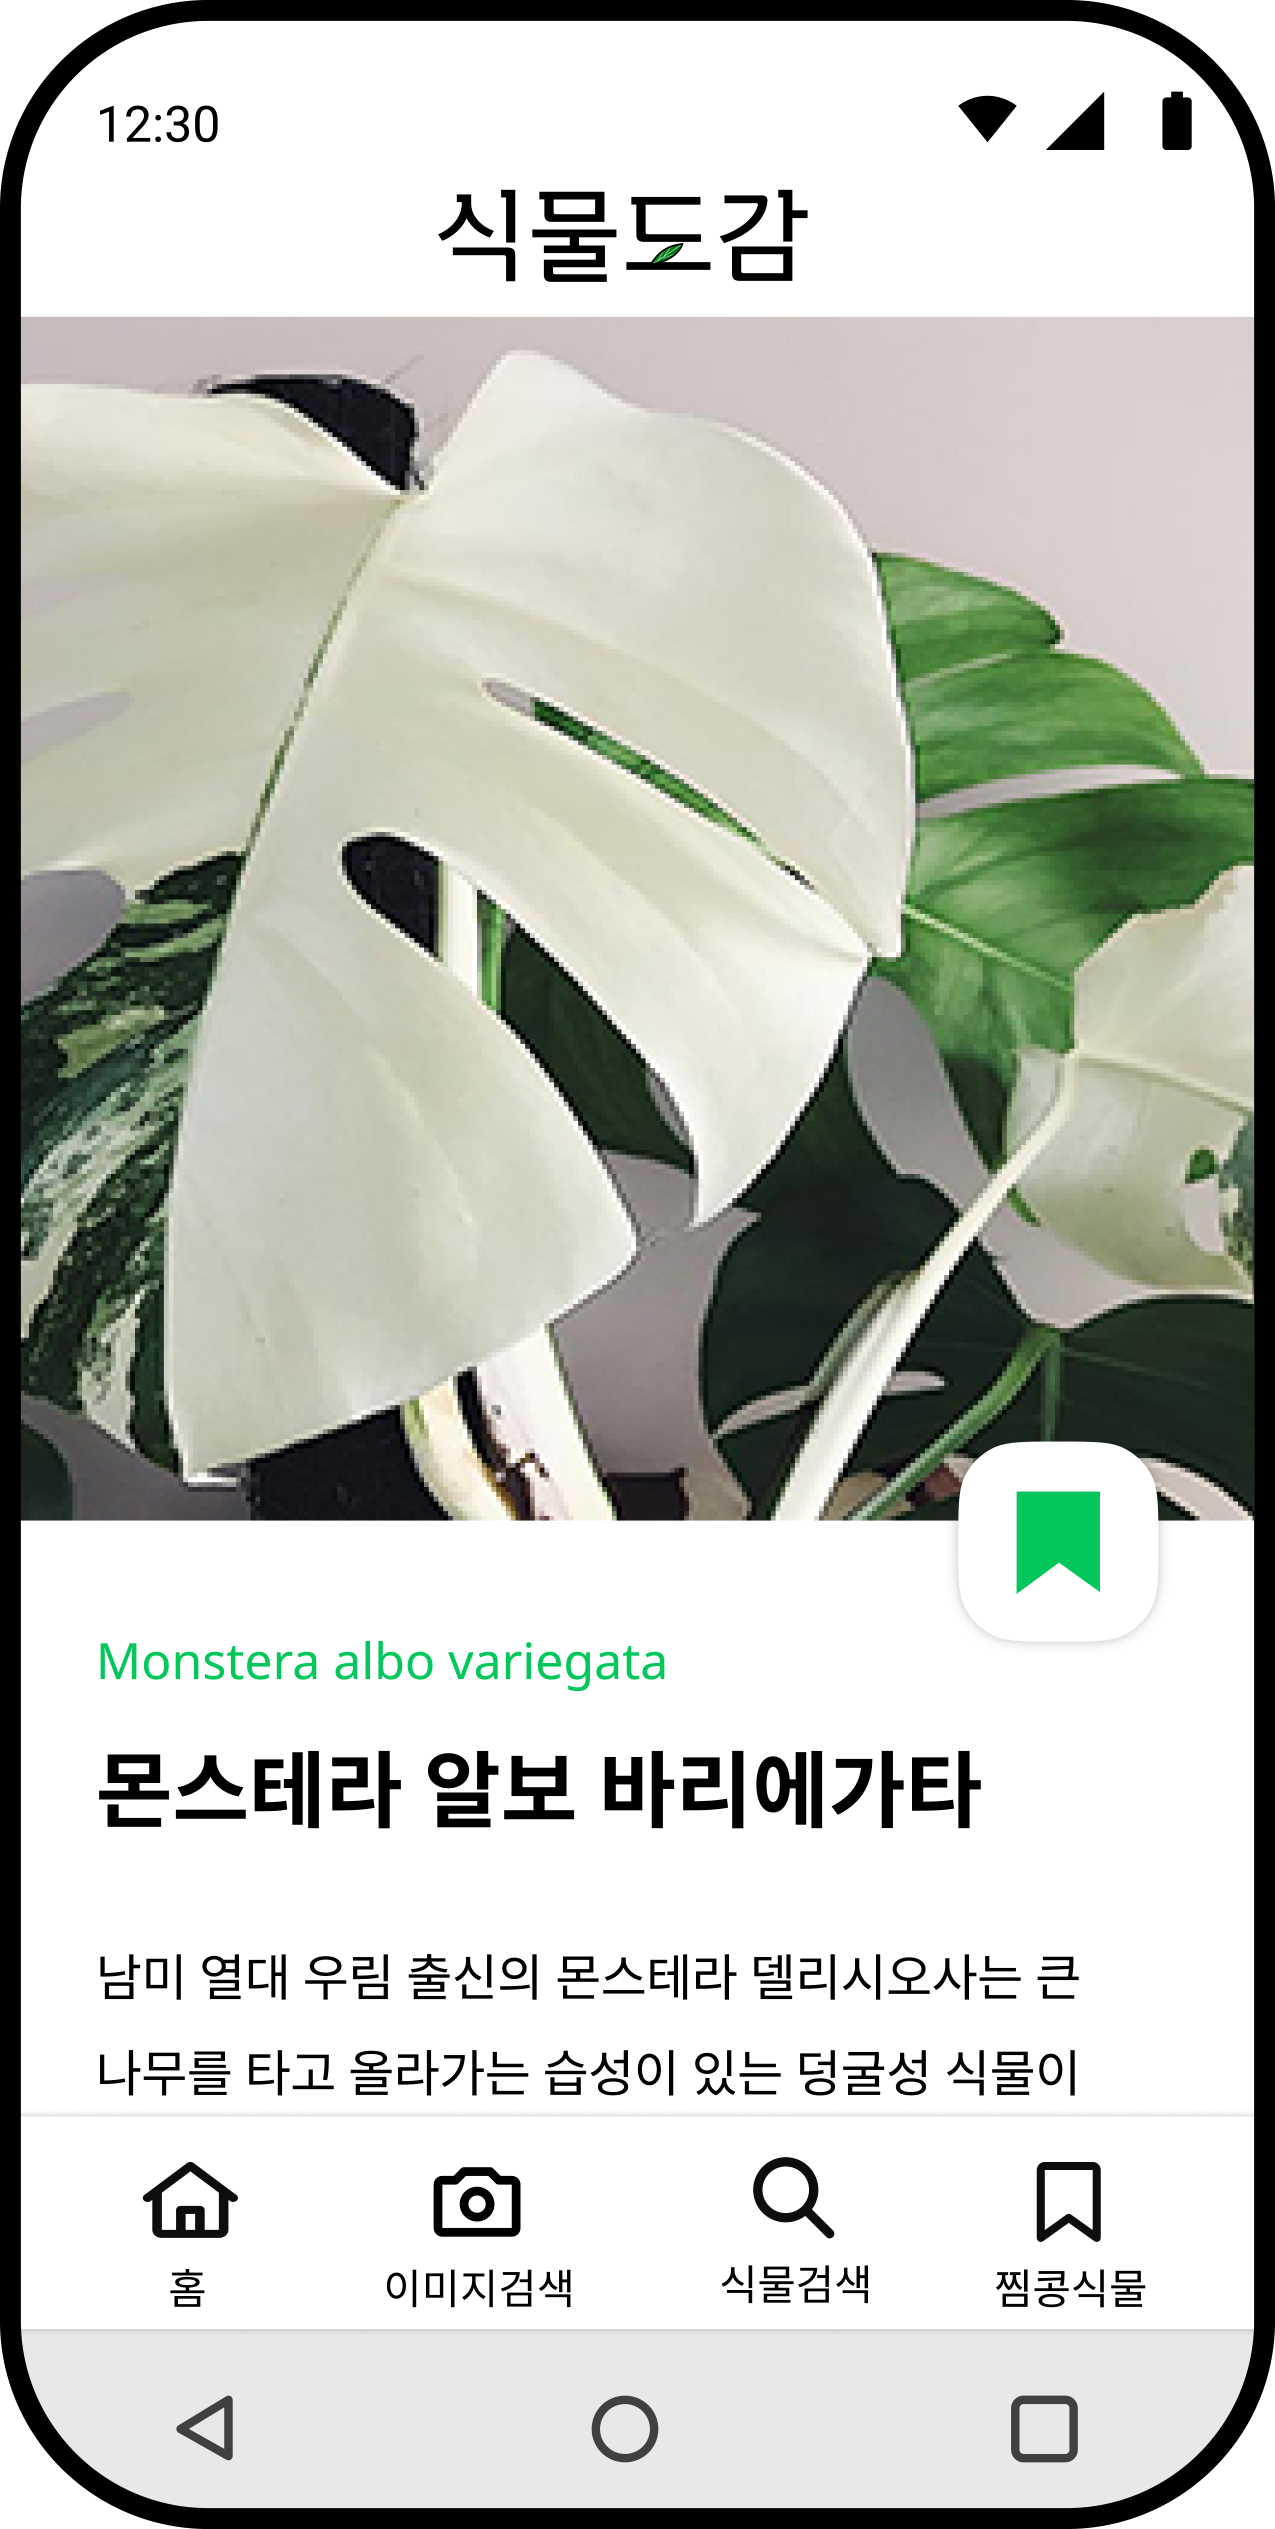 12:30
식물도감
Monstera albo variegata
몬스테라 알보 바리에가타
남미 열대 우림 출신의 몬스테라 델리시오사는 큰
나무를 타고 올라가는 습성이 있는 덩굴성 식물이
홈
이미지검색
식물검색
찜콩식물